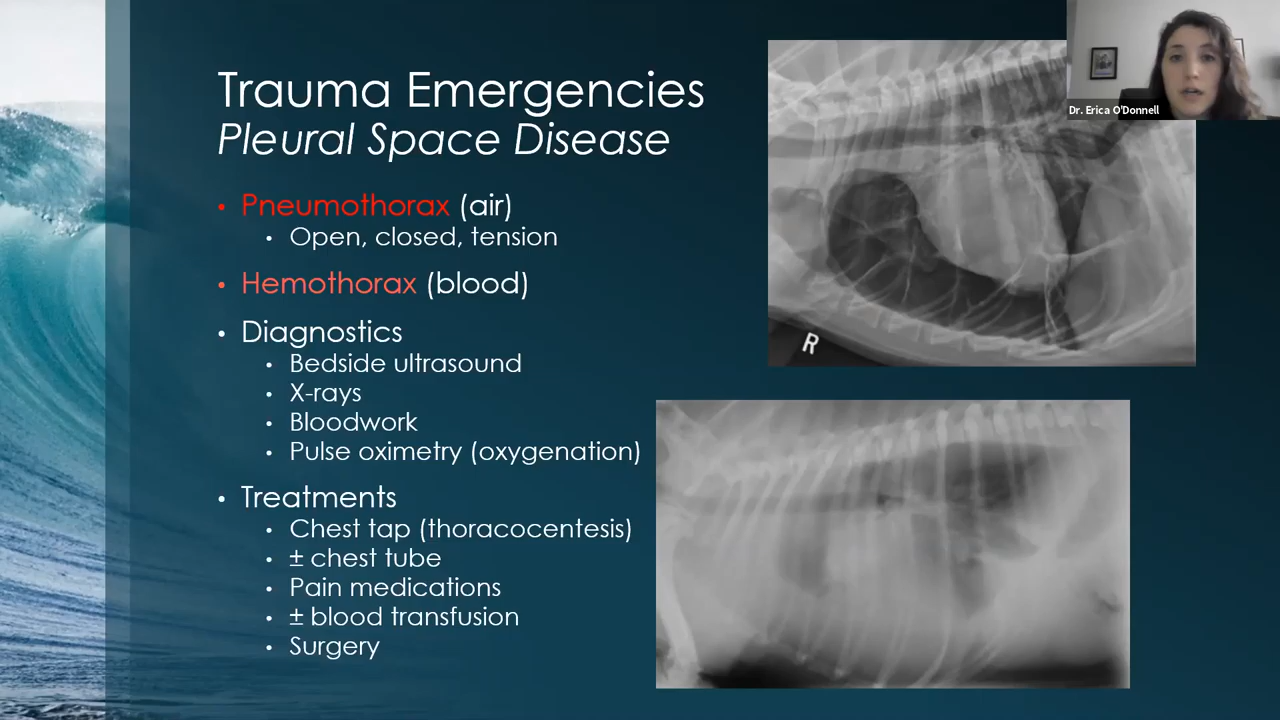 Trauma Emergencies
Pleural Space Disease
• Pneumothorax (air)
• Open, closed, tension
• Hemothorax (blood)
• Diagnostics
• Bedside ultrasound
• X-rays
• Bloodwork
• Pulse oximetry (oxygenation)
• Treatments
• Chest tap (thoracocentesis)
• ± chest tube
• Pain medications
• ± blood transfusion
• Surgery
R
Dr. Erica O'Donnell